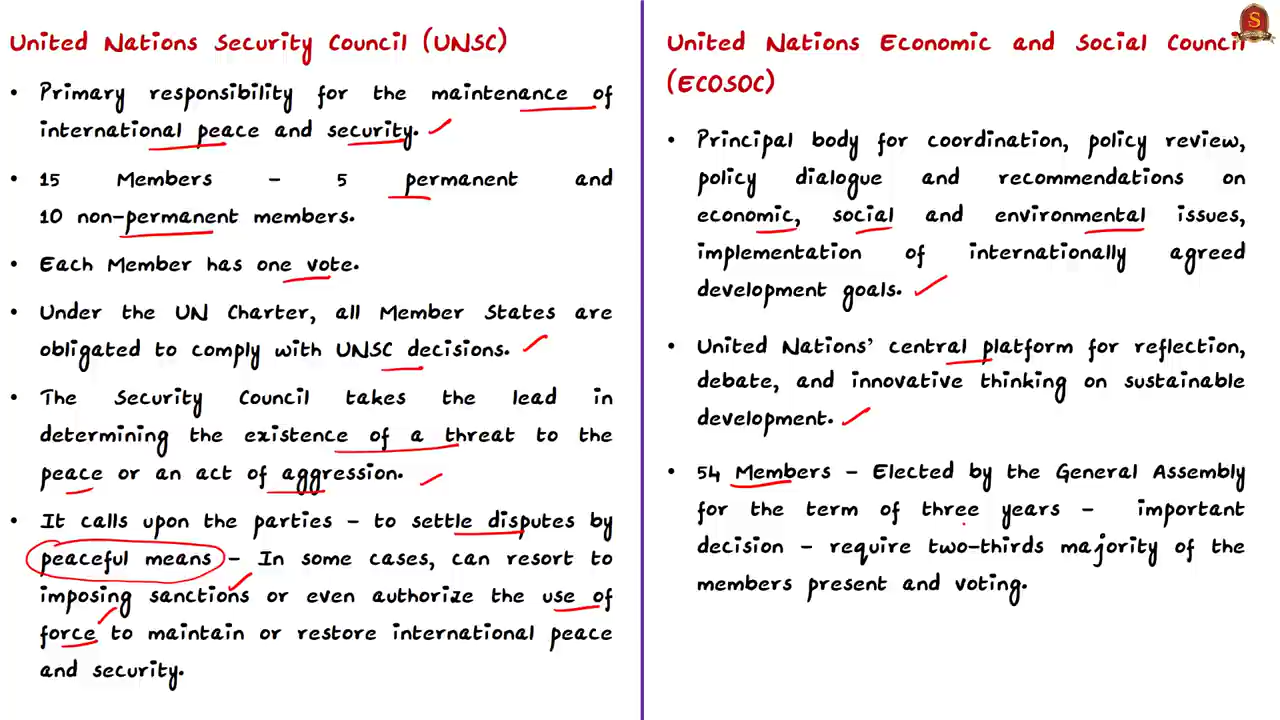 United Nations Security Council (UNSC)
• Primary responsibility for the maintenance of
international peace and security.
• 15 Members - 5 permanent and
10 non-permanent members.
• Each Member has one vote.
• Under the UN Charter, all Member States are
obligated to comply with UNSC decisions.
• The Security Council takes the lead in
determining the existence of a threat to the
peace or an act of aggression.
• It calls upon the parties - to settle disputes by
peaceful means - In some cases, can resort to
imposing sanctions or even authorize the use of
force to maintain or restore international peace
and security.
United Nations Economic and Social Council
(ECOSOC)
• Principal body for coordination, policy review,
policy dialogue and recommendations on
economic, social and environmental issues,
implementation of internationally agreed
development goals.
• United Nations' central platform for reflection,
debate, and innovative thinking on sustainable
development.
• 54 Members - Elected by the General Assembly
for the term of three years - important
decision - require two-thirds majority of the
members present and voting.
S